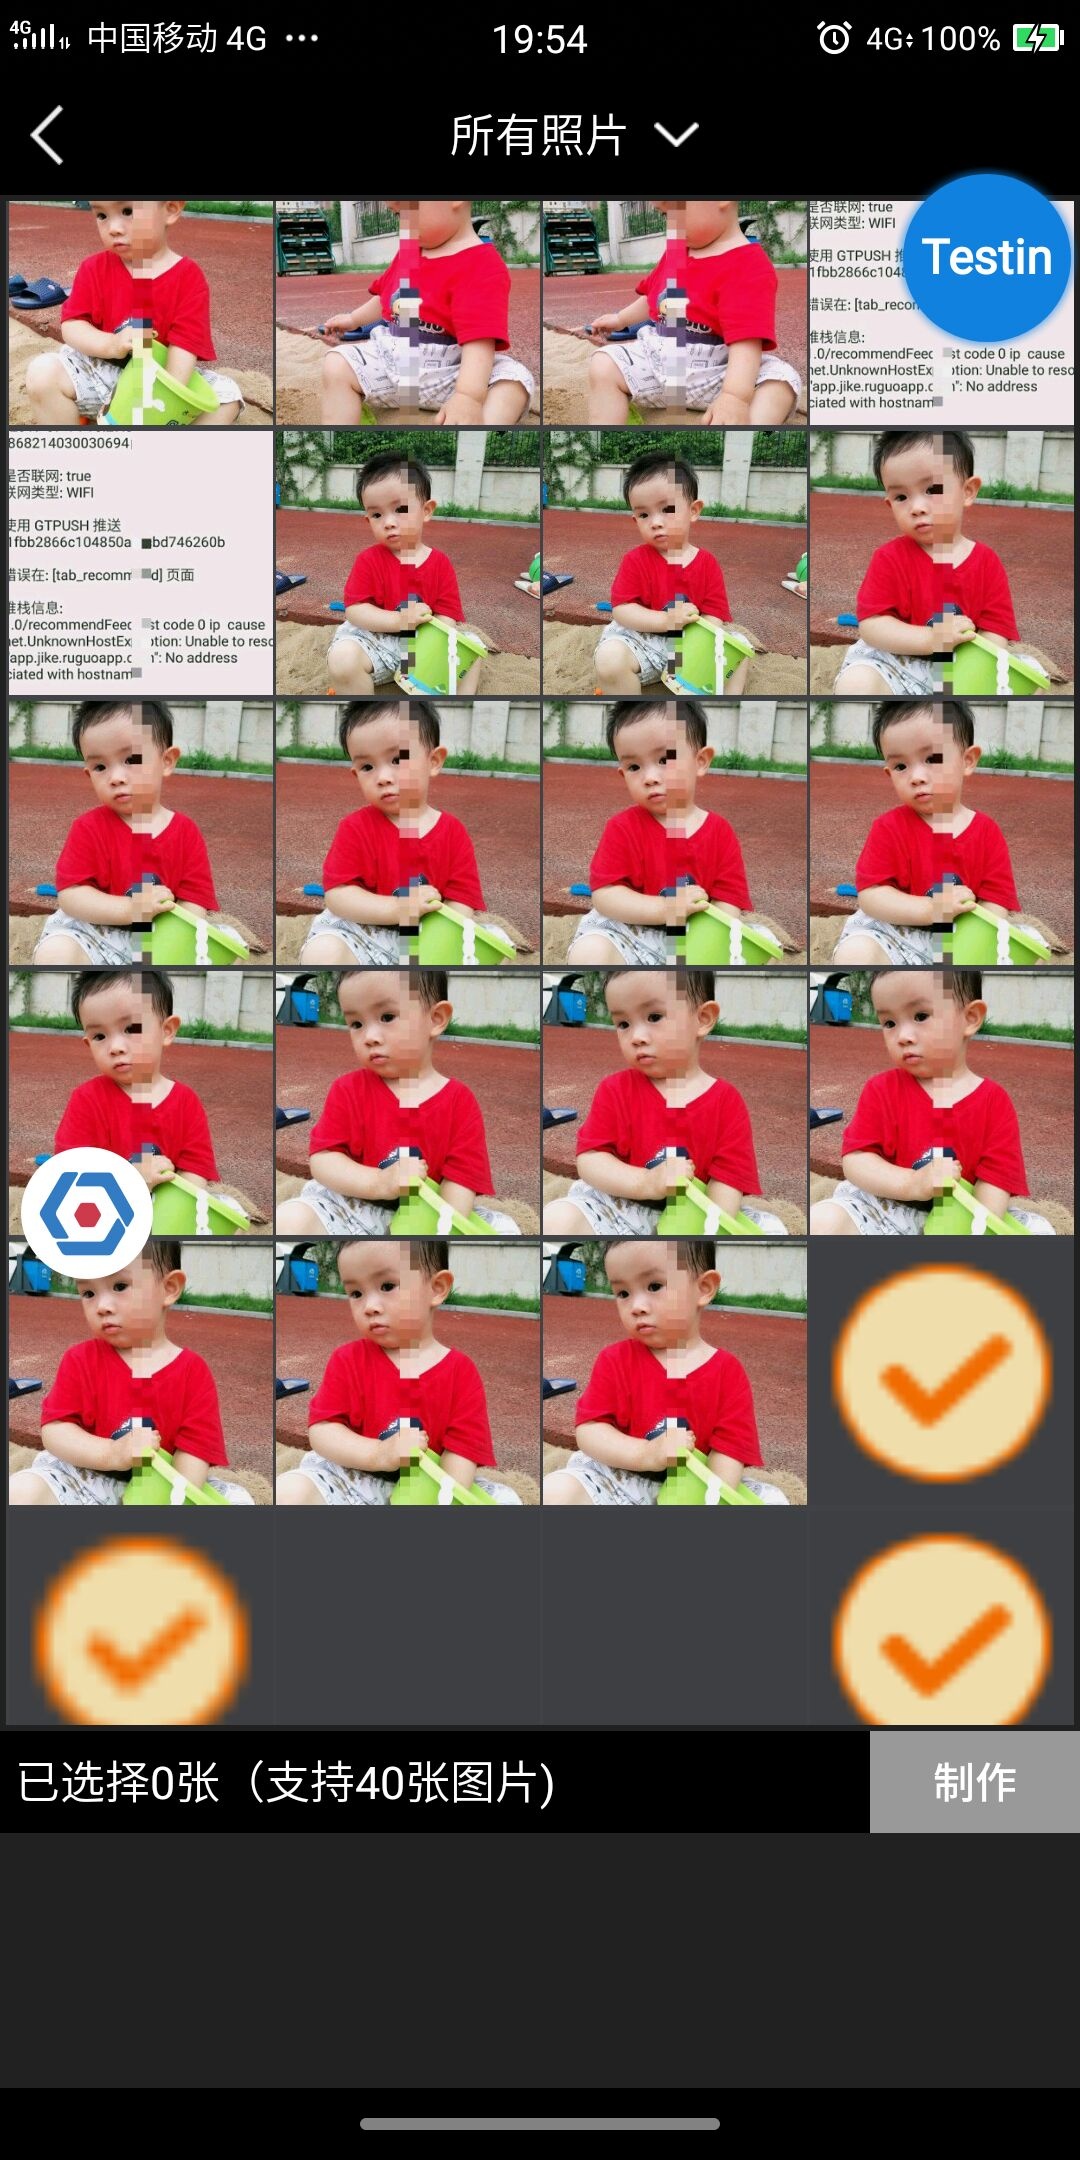 4G 中国移动 4G ··· 19:54 4G 100%
所有照片
Testin
是否联网: true
联网类型: WIFI
使用 GTPUSH 推
1fbb2866c1048
错误在: [tab_recon
堆栈信息:
.0/recommendFeed st code 0 ip cause
net.UnknownHostEx ption: Unable to reso
'app.jike.ruguoapp.c ": No address
ciated with hostnam
868214030030694
是否联网: true
联网类型: WIFI
使用 GTPUSH 推送
1fbb2866c104850a bd746260b
错误在: [tab_recomm d] 页面
堆栈信息:
.0/recommendFeed st code 0 ip cause
net.UnknownHostEx ption: Unable to reso
'app.jike.ruguoapp.c ": No address
ciated with hostnam
已选择0张（支持40张图片)
制作